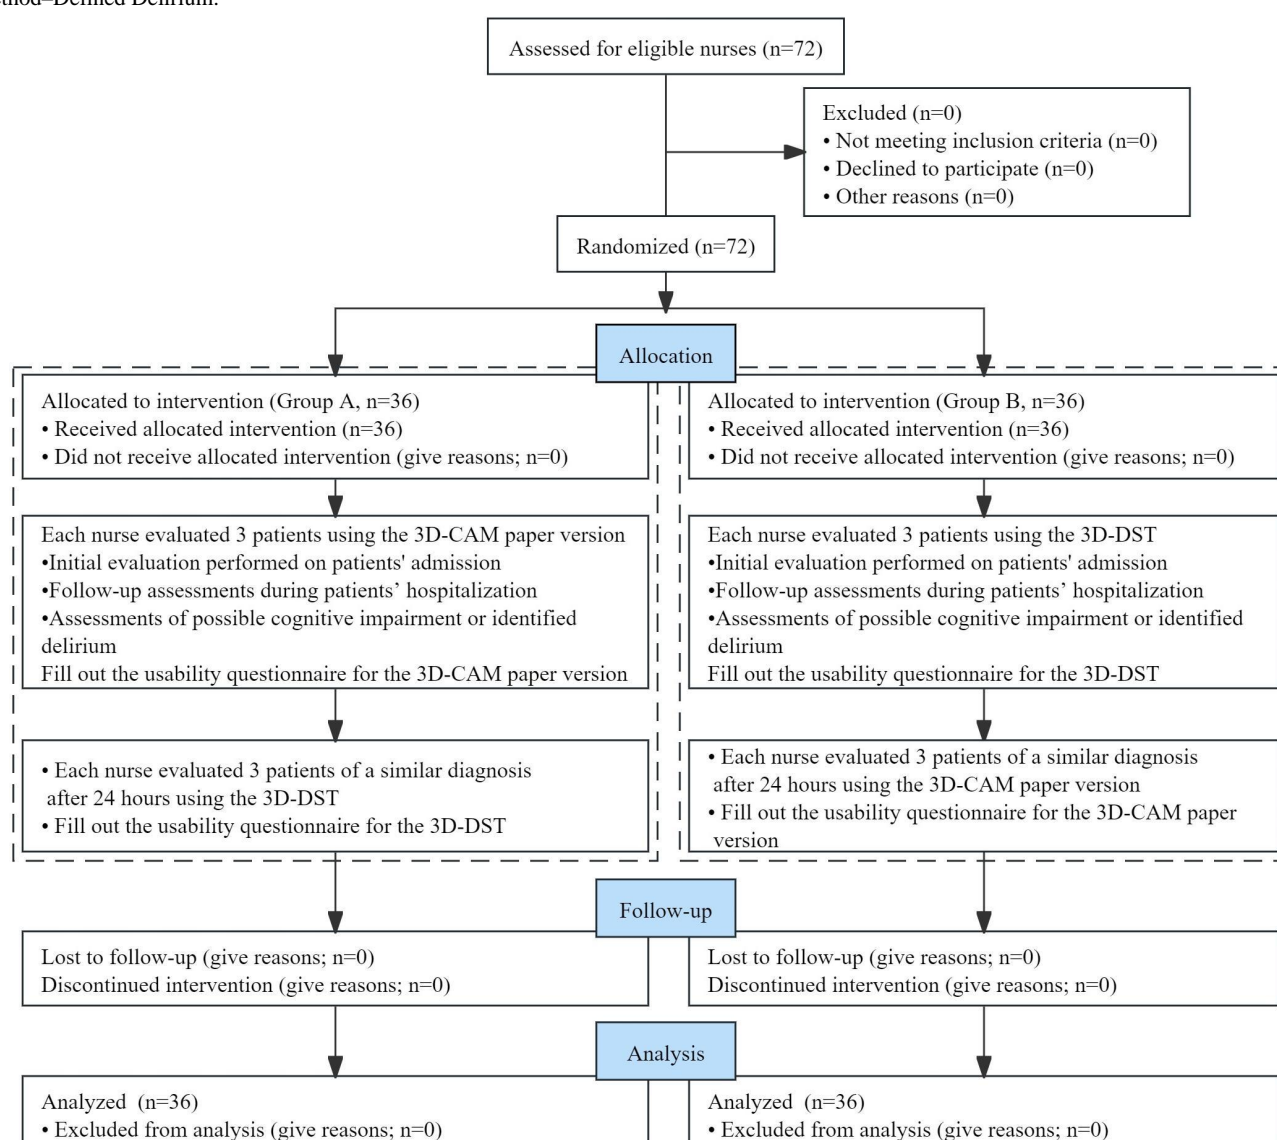 Method–Defined Delirium.
Assessed for eligible nurses (n=72)
Excluded (n=0)
• Not meeting inclusion criteria (n=0)
• Declined to participate (n=0)
• Other reasons (n=0)
Randomized (n=72)
Allocation
Allocated to intervention (Group A, n=36)
• Received allocated intervention (n=36)
• Did not receive allocated intervention (give reasons; n=0)
Each nurse evaluated 3 patients using the 3D-CAM paper version
•Initial evaluation performed on patients' admission
•Follow-up assessments during patients’ hospitalization
•Assessments of possible cognitive impairment or identified
delirium
Fill out the usability questionnaire for the 3D-CAM paper version
• Each nurse evaluated 3 patients of a similar diagnosis
after 24 hours using the 3D-DST
• Fill out the usability questionnaire for the 3D-DST
Allocated to intervention (Group B, n=36)
• Received allocated intervention (n=36)
• Did not receive allocated intervention (give reasons; n=0)
Each nurse evaluated 3 patients using the 3D-DST
•Initial evaluation performed on patients' admission
•Follow-up assessments during patients’ hospitalization
•Assessments of possible cognitive impairment or identified
delirium
Fill out the usability questionnaire for the 3D-DST
• Each nurse evaluated 3 patients of a similar diagnosis
after 24 hours using the 3D-CAM paper version
• Fill out the usability questionnaire for the 3D-CAM paper
version
Follow-up
Lost to follow-up (give reasons; n=0)
Discontinued intervention (give reasons; n=0)
Lost to follow-up (give reasons; n=0)
Discontinued intervention (give reasons; n=0)
Analysis
Analyzed (n=36)
• Excluded from analysis (give reasons; n=0)
Analyzed (n=36)
• Excluded from analysis (give reasons; n=0)